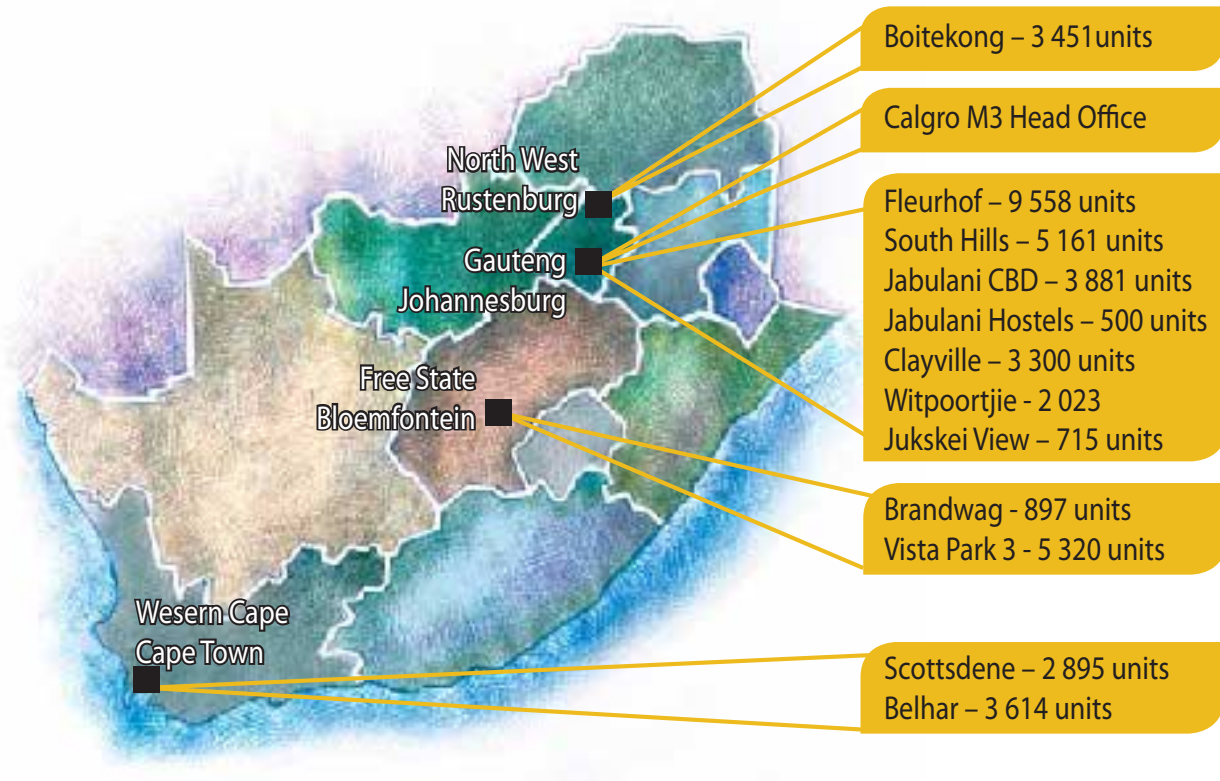 Boitekong – 3 451units
Calgro M3 Head Office
North West
Rustenburg
Fleurhof – 9 558 units
South Hills – 5 161 units
Jabulani CBD – 3 881 units
Jabulani Hostels – 500 units
Clayville – 3 300 units
Witpoortjie - 2 023
Jukskei View – 715 units
Gauteng
Johannesburg
Free State
Bloemfontein
Brandwag - 897 units
Vista Park 3 - 5 320 units
Wesern Cape
Cape Town
Scottsdene – 2 895 units
Belhar – 3 614 units